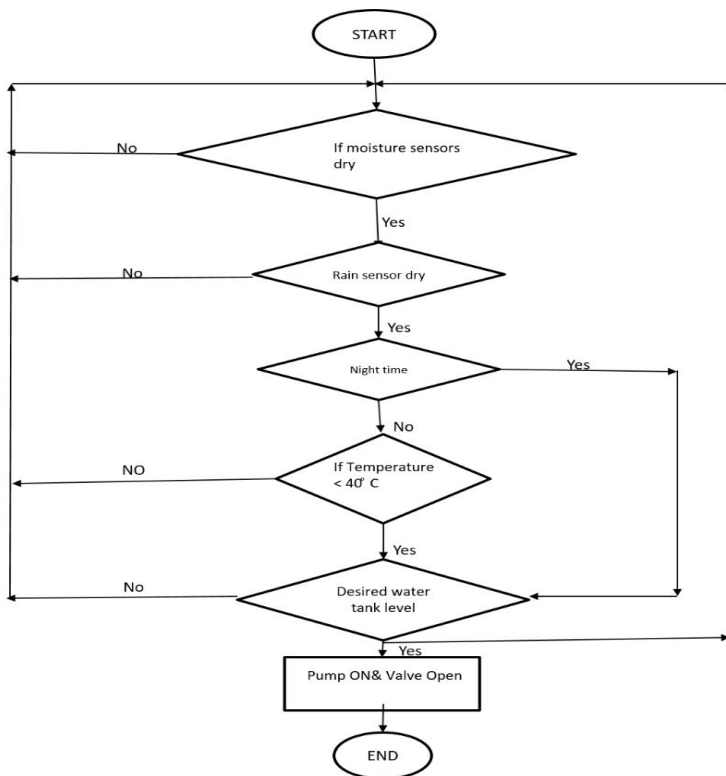 START
If moisture sensors
dry
No
Yes
Rain sensor dry
No
Yes
Night time
Yes
No
If Temperature
< 40° C
NO
Yes
Desired water
tank level
No
Yes
Pump ON& Valve Open
END